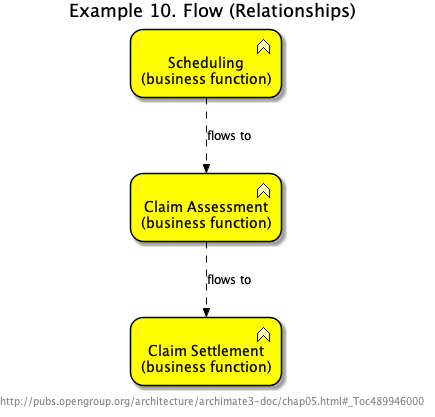 Example 10. Flow (Relationships)
Scheduling
(business function)
flows to
Claim Assessment
(business function)
flows to
Claim Settlement
(business function)
http://pubs.opengroup.org/architecture/archimate3-doc/chap05.html#_Toc489946000